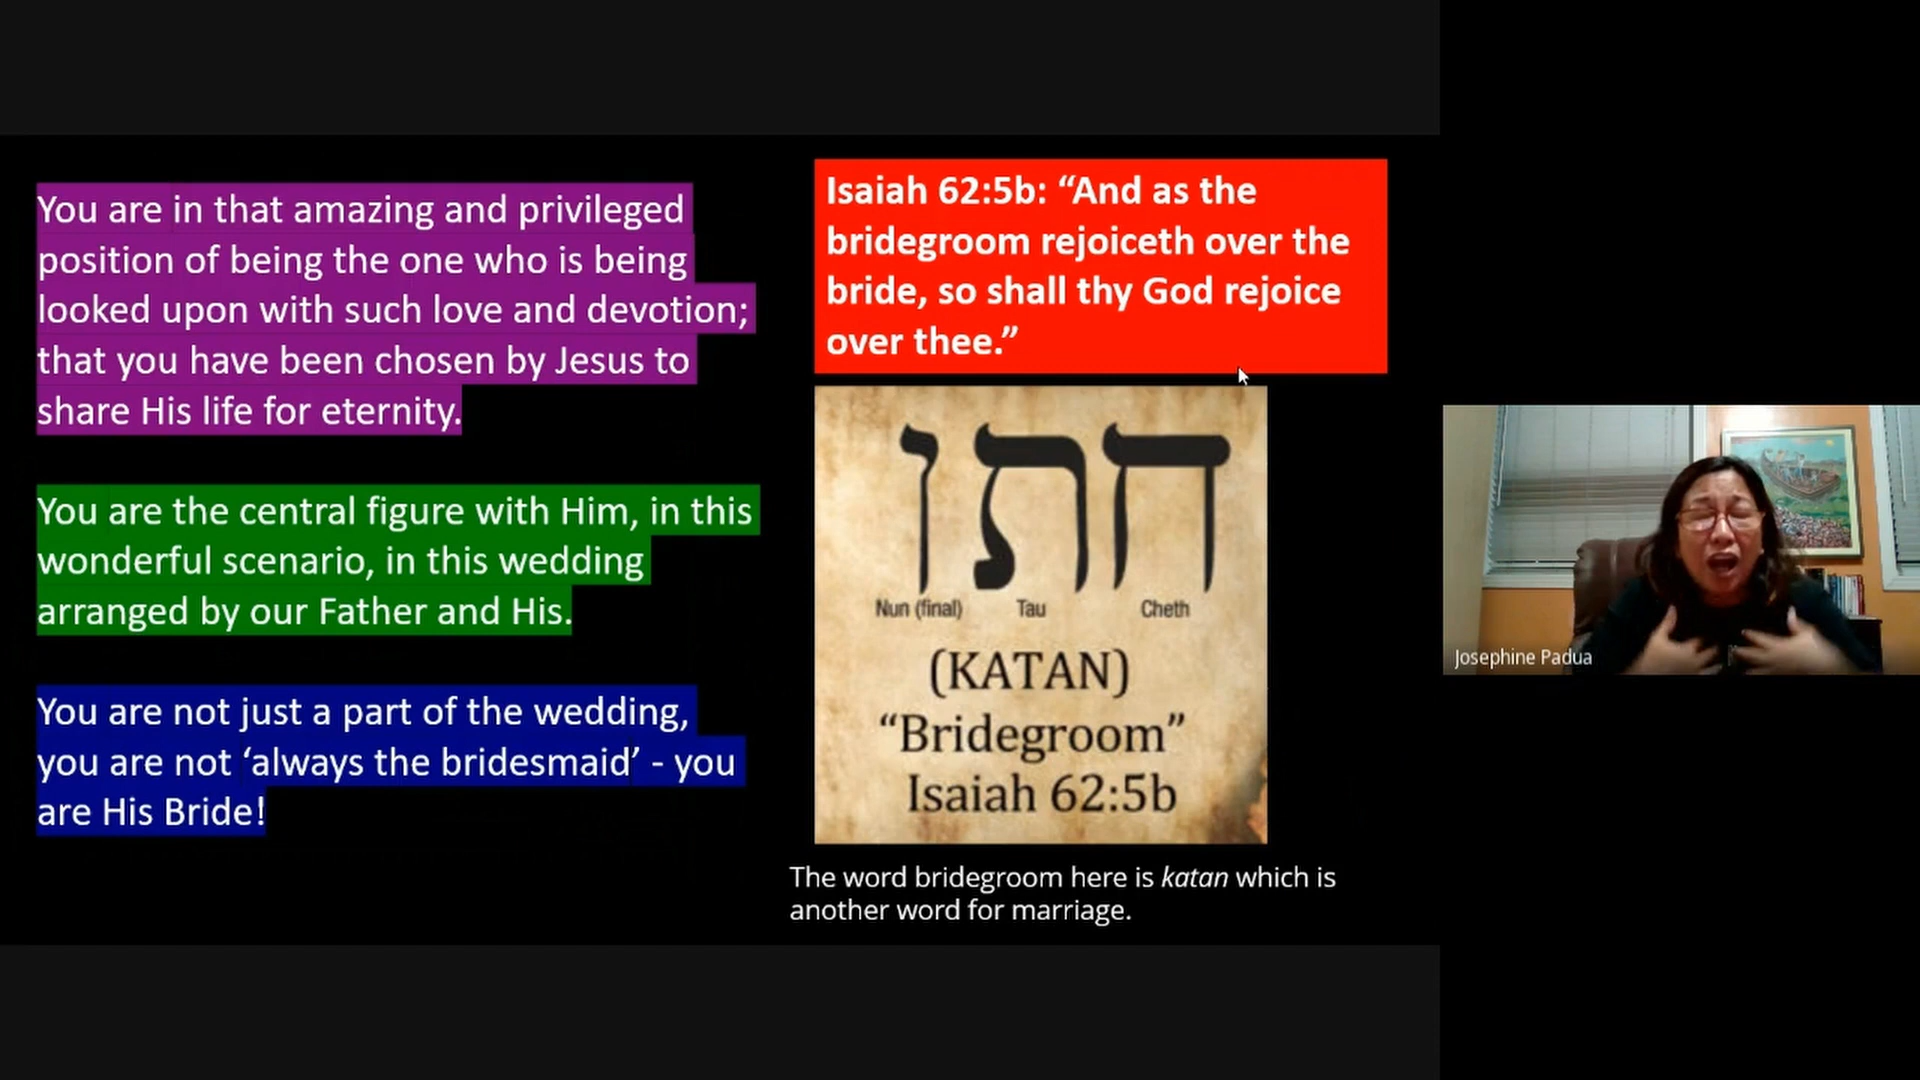 You are in that amazing and privileged
position of being the one who is being
looked upon with such love and devotion;
that you have been chosen by Jesus to
share His life for eternity.
You are the central figure with Him, in this
wonderful scenario, in this wedding
arranged by our Father and His.
You are not just a part of the wedding,
you are not ‘always the bridesmaid’ - you
are His Bride!
Isaiah 62:5b: “And as the
bridegroom rejoiceth over the
bride, so shall thy God rejoice
over thee.”
חתן
Nun (final) Tau Cheth
(KATAN)
“Bridegroom”
Isaiah 62:5b
The word bridegroom here is katan which is
another word for marriage.
Josephine Padua